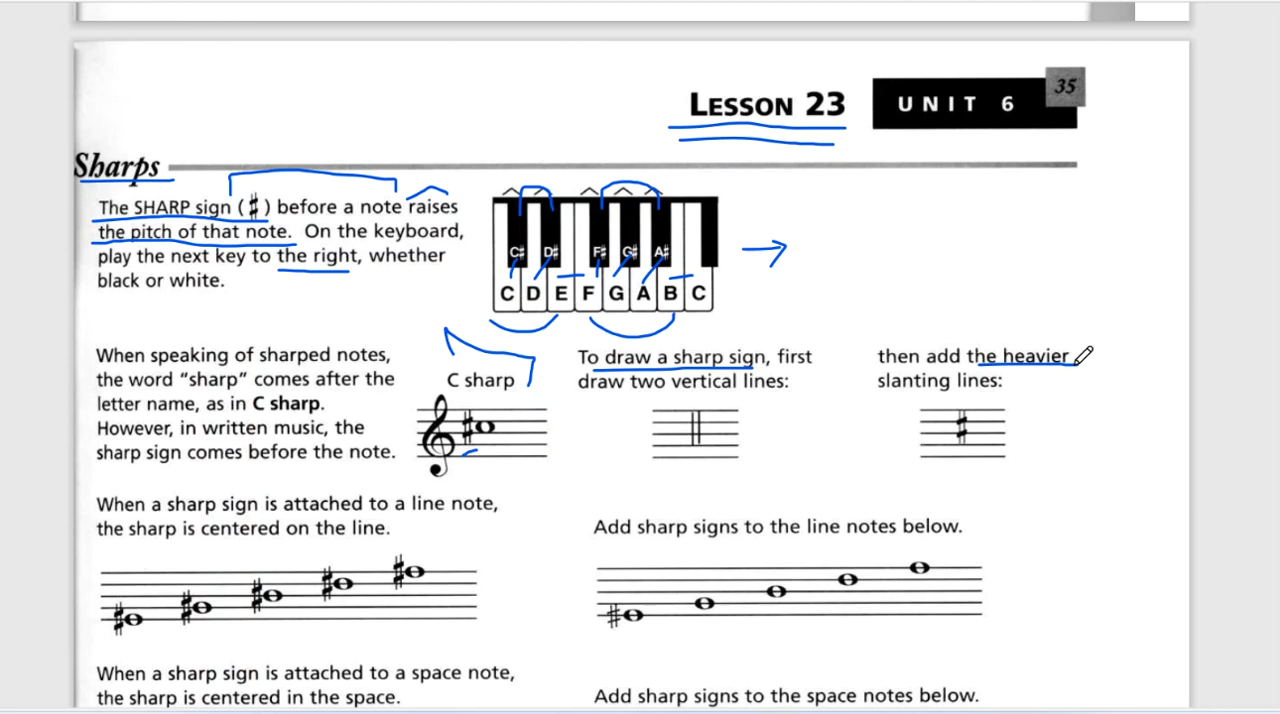 LESSON 23
UNIT 6
35
Sharps
The SHARP sign (♯) before a note raises
the pitch of that note. On the keyboard,
play the next key to the right, whether
black or white.
C♯ D♯ F♯ G♯ A♯
C D E F G A B C
When speaking of sharped notes,
the word “sharp” comes after the
letter name, as in C sharp.
However, in written music, the
sharp sign comes before the note.
C sharp
To draw a sharp sign, first
draw two vertical lines:
then add the heavier
slanting lines:
When a sharp sign is attached to a line note,
the sharp is centered on the line.
Add sharp signs to the line notes below.
When a sharp sign is attached to a space note,
the sharp is centered in the space.
Add sharp signs to the space notes below.